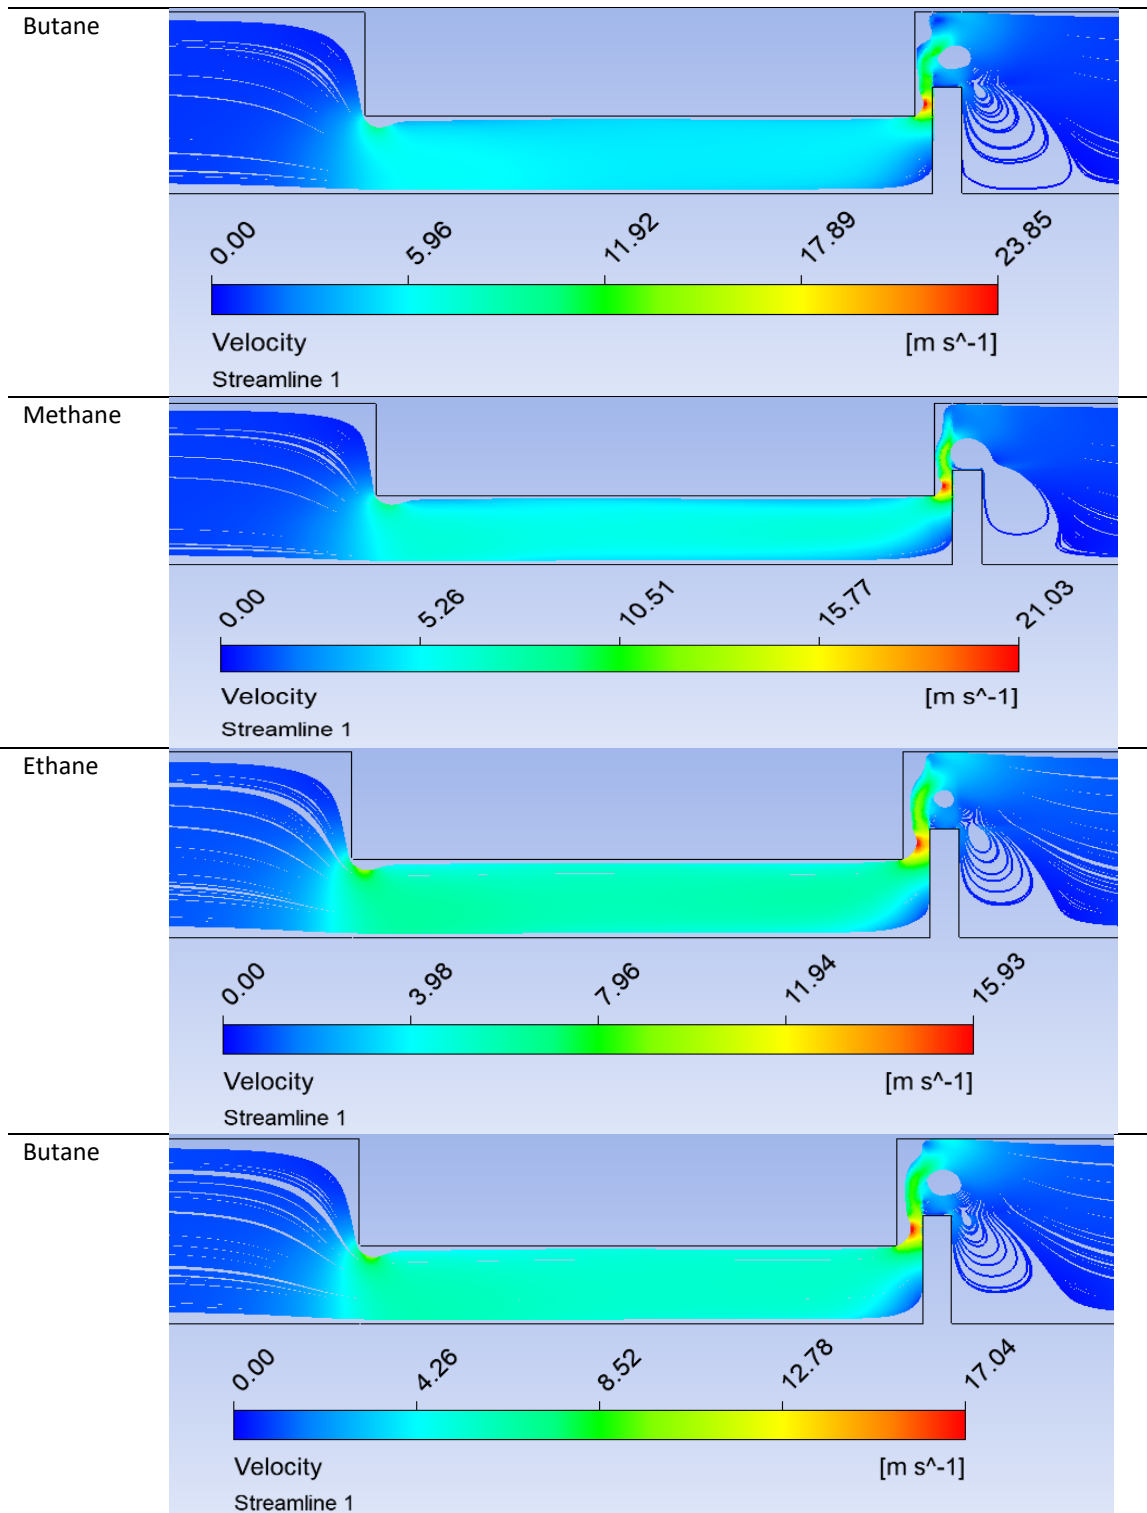 Butane
0.00 5.96 11.92 17.89 23.85
Velocity [m s^-1]
Streamline 1
Methane
0.00 5.26 10.51 15.77 21.03
Velocity [m s^-1]
Streamline 1
Ethane
0.00 3.98 7.96 11.94 15.93
Velocity [m s^-1]
Streamline 1
Butane
0.00 4.26 8.52 12.78 17.04
Velocity [m s^-1]
Streamline 1